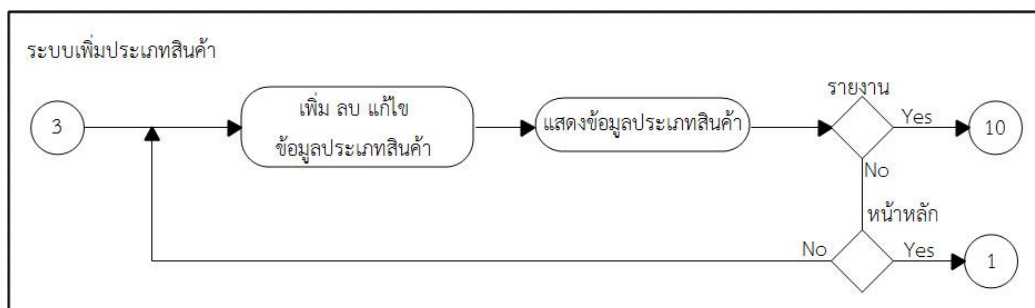 ระบบเพิ่มประเภทสินค้า
รายงาน
3
เพิ่ม ลบ แก้ไข
ข้อมูลประเภทสินค้า
แสดงข้อมูลประเภทสินค้า
Yes
10
No
หน้าหลัก
No
Yes
1